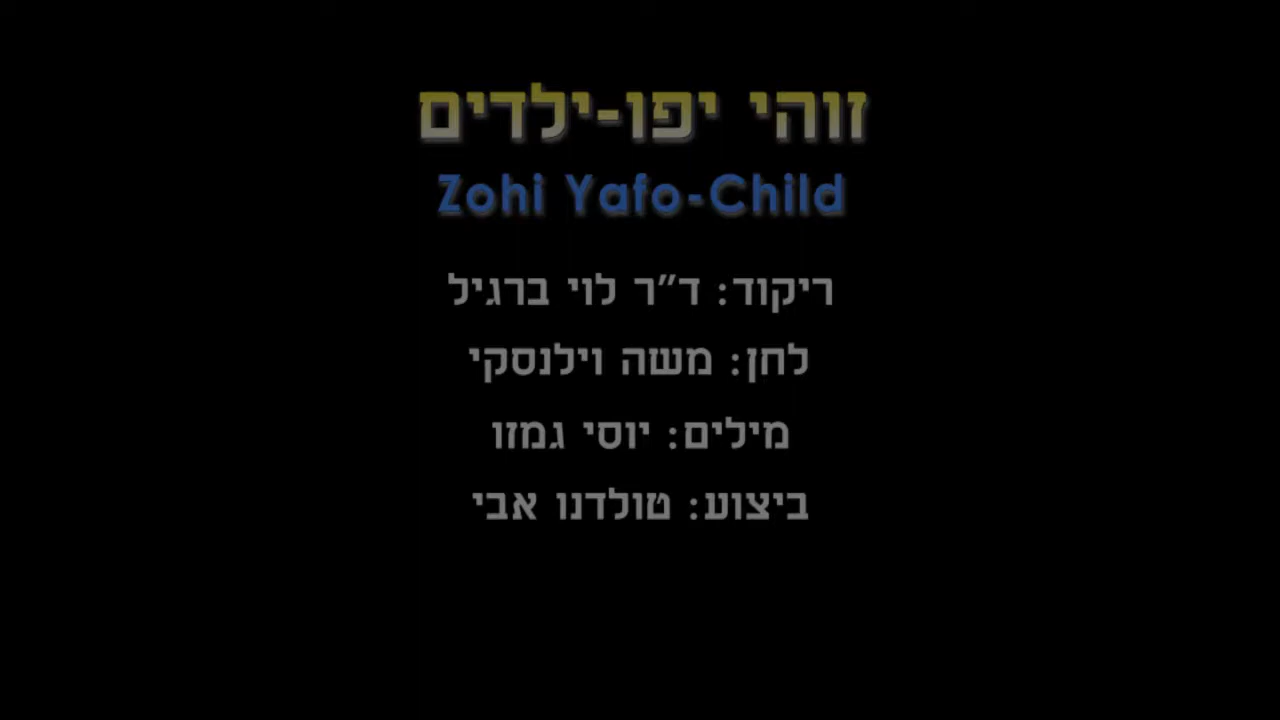 זוהי יפו-ילדים
Zohi Yafo-Child
ריקוד: ד"ר לוי ברגיל
לחן: משה וילנסקי
מילים: יוסי גמזו
ביצוע: טולדנו אבי